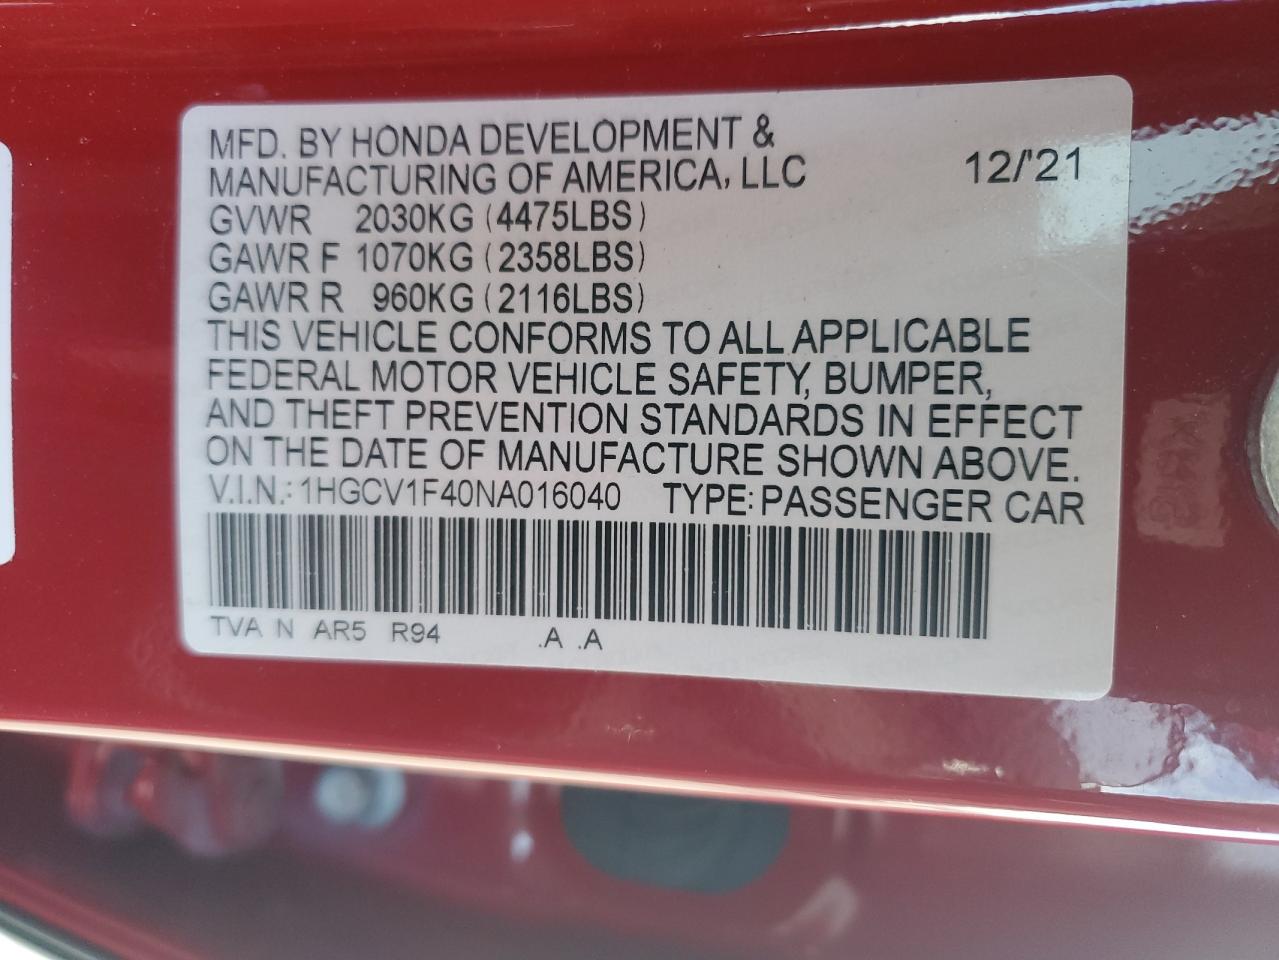 MFD. BY HONDA DEVELOPMENT &
MANUFACTURING OF AMERICA, LLC 12/'21
GVWR 2030KG (4475LBS)
GAWR F 1070KG (2358LBS)
GAWR R 960KG (2116LBS)
THIS VEHICLE CONFORMS TO ALL APPLICABLE
FEDERAL MOTOR VEHICLE SAFETY, BUMPER,
AND THEFT PREVENTION STANDARDS IN EFFECT
ON THE DATE OF MANUFACTURE SHOWN ABOVE.
V.I.N.: 1HGCV1F40NA016040 TYPE: PASSENGER CAR
TVA N AR5 R94 .A .A